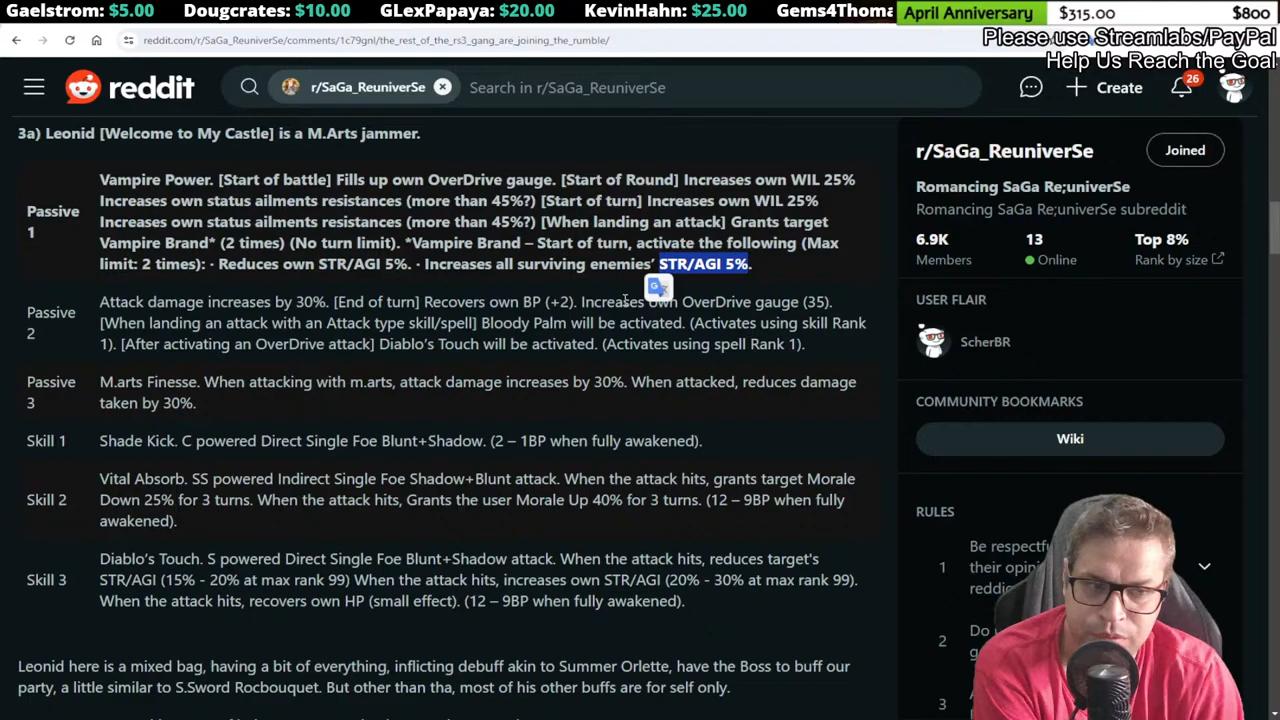 Gaelstrom: $5.00 Dougcrates: $10.00 GLexPapaya: $20.00 KevinHahn: $25.00 Gems4Thoma
April Anniversary $315.00 $800
Please use Streamlabs/PayPal
Help Us Reach the Goal
reddit.com/r/SaGa_ReuniverSe/comments/1c79gnl/the_rest_of_the_rs3_gang_are_joining_the_rumble/
reddit
r/SaGa_ReuniverSe
Search in r/SaGa_ReuniverSe
Create
26
3a) Leonid [Welcome to My Castle] is a M.Arts jammer.
Passive 1
Vampire Power. [Start of battle] Fills up own OverDrive gauge. [Start of Round] Increases own WIL 25%
Increases own status ailments resistances (more than 45%?) [Start of turn] Increases own WIL 25%
Increases own status ailments resistances (more than 45%?) [When landing an attack] Grants target
Vampire Brand* (2 times) (No turn limit). *Vampire Brand – Start of turn, activate the following (Max
limit: 2 times): · Reduces own STR/AGI 5%. · Increases all surviving enemies’ STR/AGI 5%.
Passive 2
Attack damage increases by 30%. [End of turn] Recovers own BP (+2). Increases own OverDrive gauge (35).
[When landing an attack with an Attack type skill/spell] Bloody Palm will be activated. (Activates using skill Rank
1). [After activating an OverDrive attack] Diablo’s Touch will be activated. (Activates using spell Rank 1).
Passive 3
M.arts Finesse. When attacking with m.arts, attack damage increases by 30%. When attacked, reduces damage
taken by 30%.
Skill 1
Shade Kick. C powered Direct Single Foe Blunt+Shadow. (2 – 1BP when fully awakened).
Skill 2
Vital Absorb. SS powered Indirect Single Foe Shadow+Blunt attack. When the attack hits, grants target Morale
Down 25% for 3 turns. When the attack hits, Grants the user Morale Up 40% for 3 turns. (12 – 9BP when fully
awakened).
Skill 3
Diablo’s Touch. S powered Direct Single Foe Blunt+Shadow attack. When the attack hits, reduces target's
STR/AGI (15% - 20% at max rank 99) When the attack hits, increases own STR/AGI (20% - 30% at max rank 99).
When the attack hits, recovers own HP (small effect). (12 – 9BP when fully awakened).
Leonid here is a mixed bag, having a bit of everything, inflicting debuff akin to Summer Orlette, have the Boss to buff our
party, a little similar to S.Sword Rocbouquet. But other than tha, most of his other buffs are for self only.
r/SaGa_ReuniverSe
Joined
Romancing SaGa Re;univerSe
Romancing SaGa Re;univerSe subreddit
6.9K 13 Top 8%
Members Online Rank by size
USER FLAIR
ScherBR
COMMUNITY BOOKMARKS
Wiki
RULES
1 Be respectf
their opini
reddi
2 Do
3